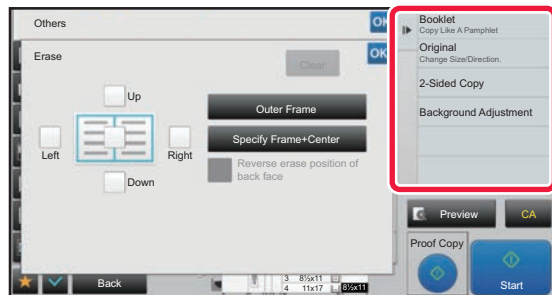 Others
OK
Erase
Clear
OK
Up
Left
Right
Down
Outer Frame
Specify Frame+Center
Reverse erase position of
back face
Back
3 8½x11
4 11x17
8½x11
Booklet
Copy Like A Pamphlet
Original
Change Size/Direction.
2-Sided Copy
Background Adjustment
Preview
CA
Proof Copy
Start